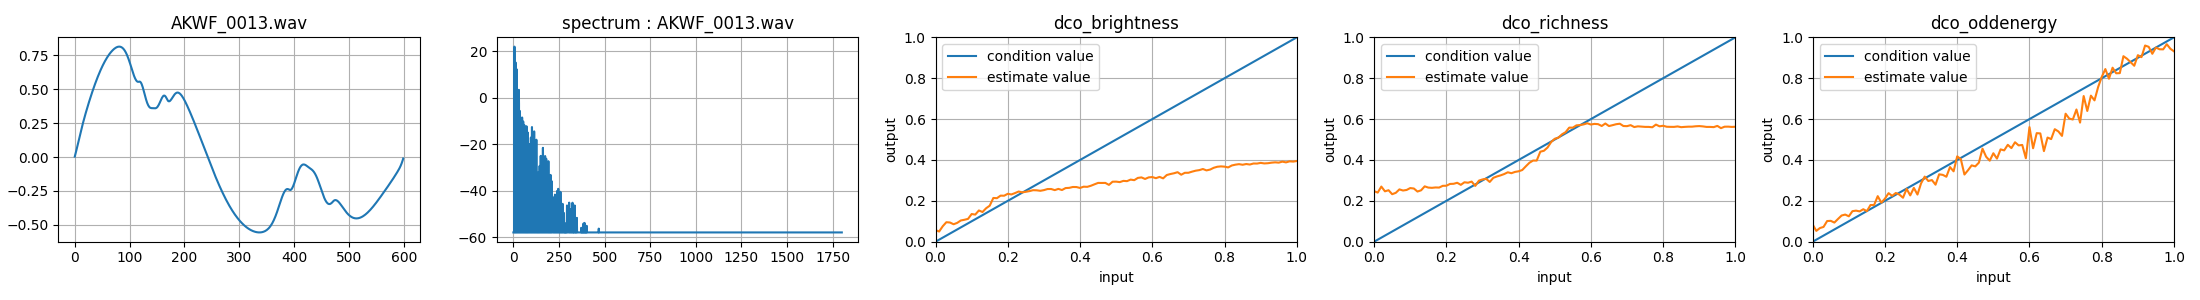 AKWF_0013.wav
0.75
0.50
0.25
0.00
−0.25
−0.50
0 100 200 300 400 500 600
spectrum : AKWF_0013.wav
20
0
−20
−40
−60
0 250 500 750 1000 1250 1500 1750
dco_brightness
condition value
estimate value
output
1.0
0.8
0.6
0.4
0.2
0.0
0.0 0.2 0.4 0.6 0.8 1.0
input
dco_richness
condition value
estimate value
output
1.0
0.8
0.6
0.4
0.2
0.0
0.0 0.2 0.4 0.6 0.8 1.0
input
dco_oddenergy
condition value
estimate value
output
1.0
0.8
0.6
0.4
0.2
0.0
0.0 0.2 0.4 0.6 0.8 1.0
input